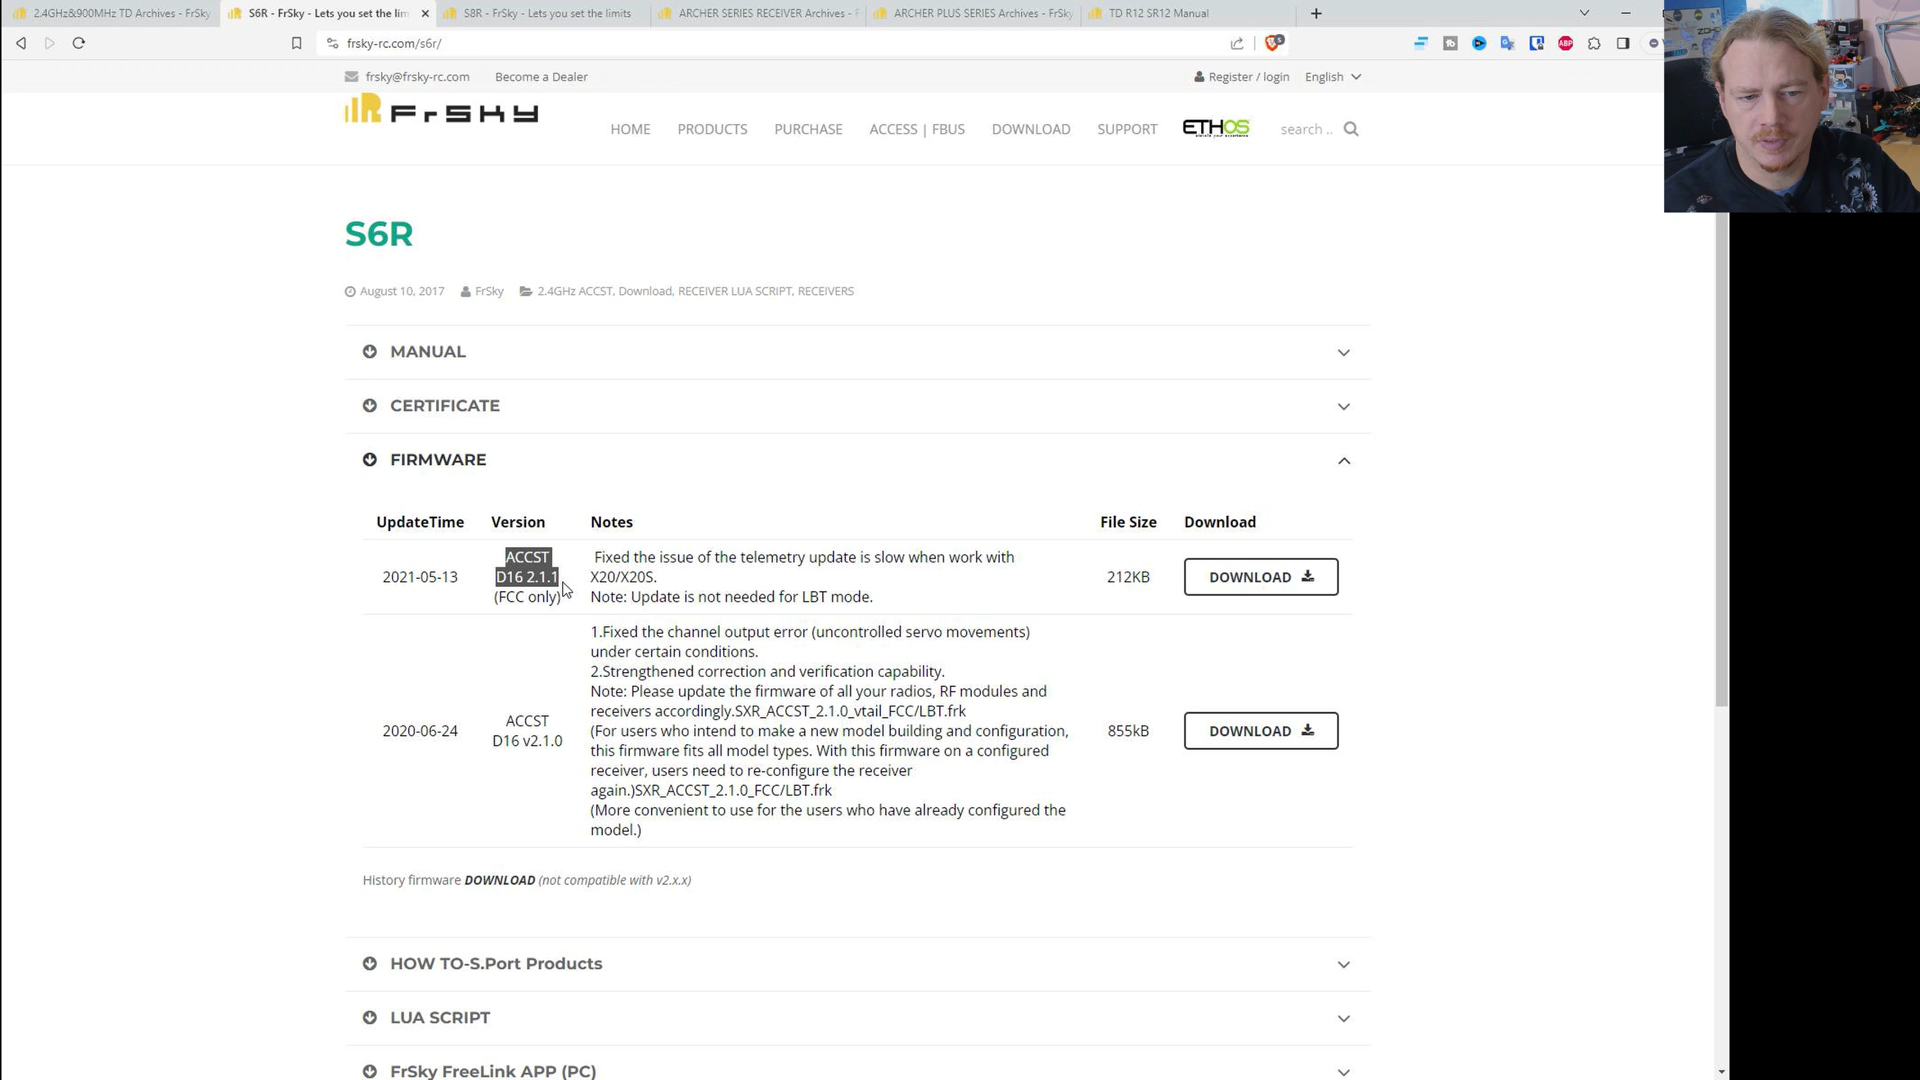 2.4GHz&900MHz TD Archives - FrSky
S6R - FrSky - Lets you set the lim
S8R - FrSky - Lets you set the limits
ARCHER SERIES RECEIVER Archives - F
ARCHER PLUS SERIES Archives - FrSky
TD R12 SR12 Manual
frsky-rc.com/s6r/
ABP
frsky@frsky-rc.com
Become a Dealer
Register / login
English
FrSky
HOME
PRODUCTS
PURCHASE
ACCESS | FBUS
DOWNLOAD
SUPPORT
ETHOS
search ..
S6R
August 10, 2017
FrSky
2.4GHz ACCST, Download, RECEIVER LUA SCRIPT, RECEIVERS
MANUAL
CERTIFICATE
FIRMWARE
UpdateTime Version Notes File Size Download
2021-05-13
ACCST
D16 2.1.1
(FCC only)
Fixed the issue of the telemetry update is slow when work with
X20/X20S.
Note: Update is not needed for LBT mode.
212KB
DOWNLOAD
2020-06-24
ACCST
D16 v2.1.0
1.Fixed the channel output error (uncontrolled servo movements)
under certain conditions.
2.Strengthened correction and verification capability.
Note: Please update the firmware of all your radios, RF modules and
receivers accordingly.SXR_ACCST_2.1.0_vtail_FCC/LBT.frk
(For users who intend to make a new model building and configuration,
this firmware fits all model types. With this firmware on a configured
receiver, users need to re-configure the receiver
again.)SXR_ACCST_2.1.0_FCC/LBT.frk
(More convenient to use for the users who have already configured the
model.)
855kB
DOWNLOAD
History firmware DOWNLOAD (not compatible with v2.x.x)
HOW TO-S.Port Products
LUA SCRIPT
FrSky FreeLink APP (PC)